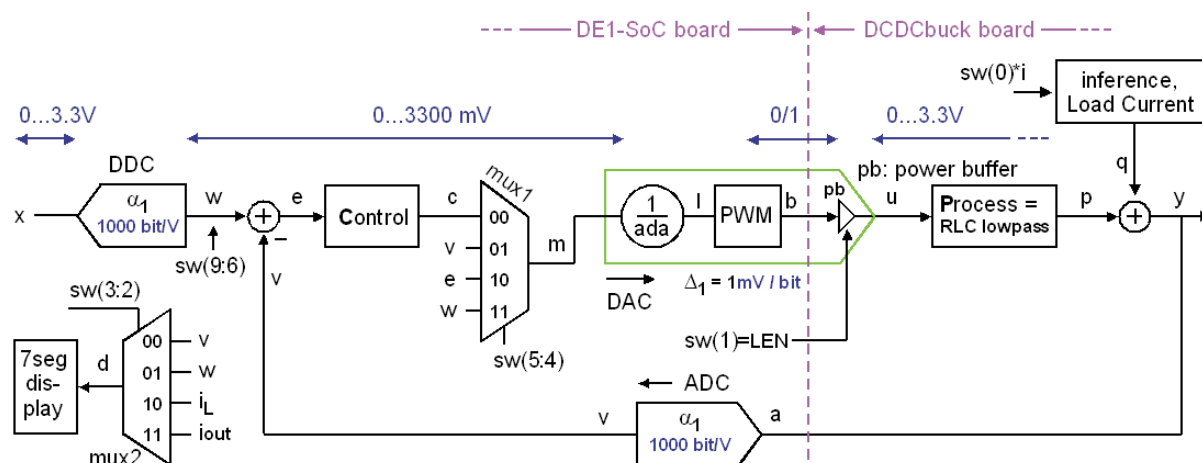 DE1-SoC board
DCDCbuck board
sw(0)*i
inference,
Load Current
0...3.3V
0...3300 mV
0/1
0...3.3V
DDC
mux1
pb: power buffer
q
x
α1
1000 bit/V
w
+
e
Control
c
00
v
01
e
10
w
11
m
1
ada
l
PWM
b
pb
u
Process =
RLC lowpass
p
+
y
−
sw(9:6)
v
DAC
Δ1 = 1mV / bit
sw(3:2)
sw(5:4)
sw(1)=LEN
7seg
dis-
play
d
00
v
01
w
10
iL
11
iout
mux2
ADC
v
α1
1000 bit/V
a